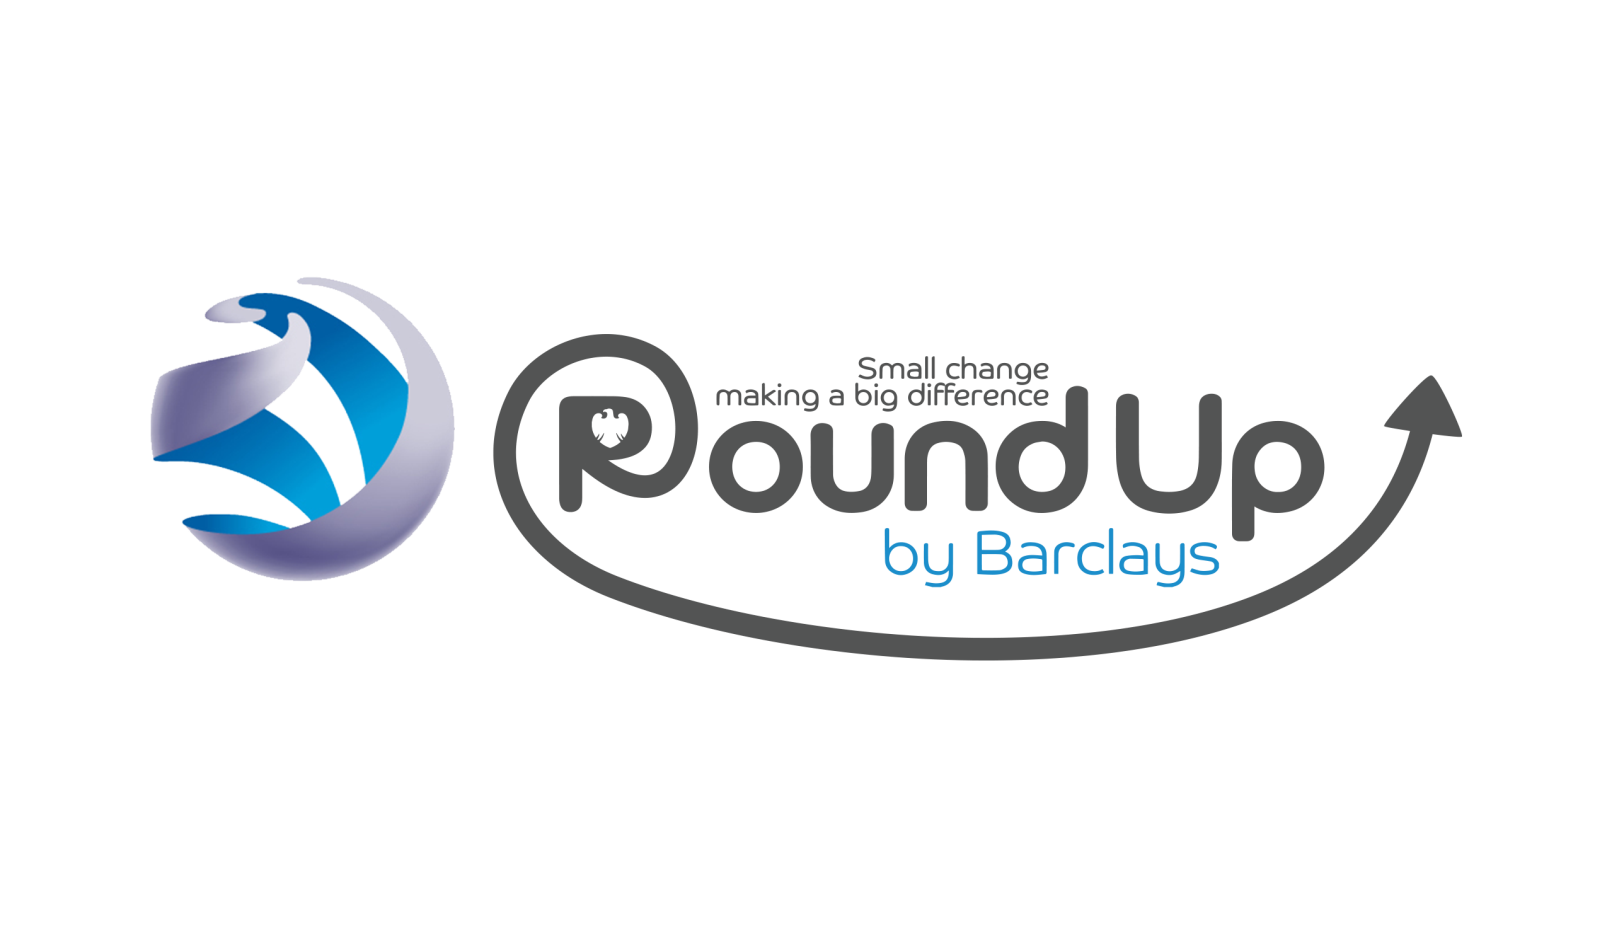 Small change
making a big difference
Round Up
by Barclays